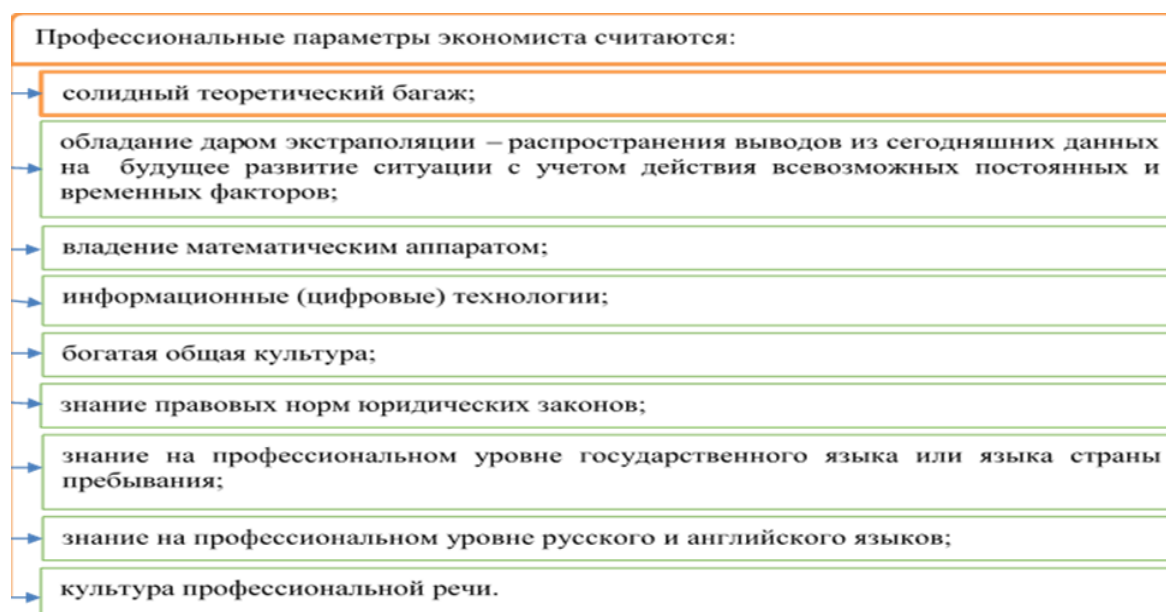 Профессиональные параметры экономиста считаются:
солидный теоретический багаж;
обладание даром экстраполяции – распространения выводов из сегодняшних данных
на будущее развитие ситуации с учетом действия всевозможных постоянных и
временных факторов;
владение математическим аппаратом;
информационные (цифровые) технологии;
богатая общая культура;
знание правовых норм юридических законов;
знание на профессиональном уровне государственного языка или языка страны
пребывания;
знание на профессиональном уровне русского и английского языков;
культура профессиональной речи.